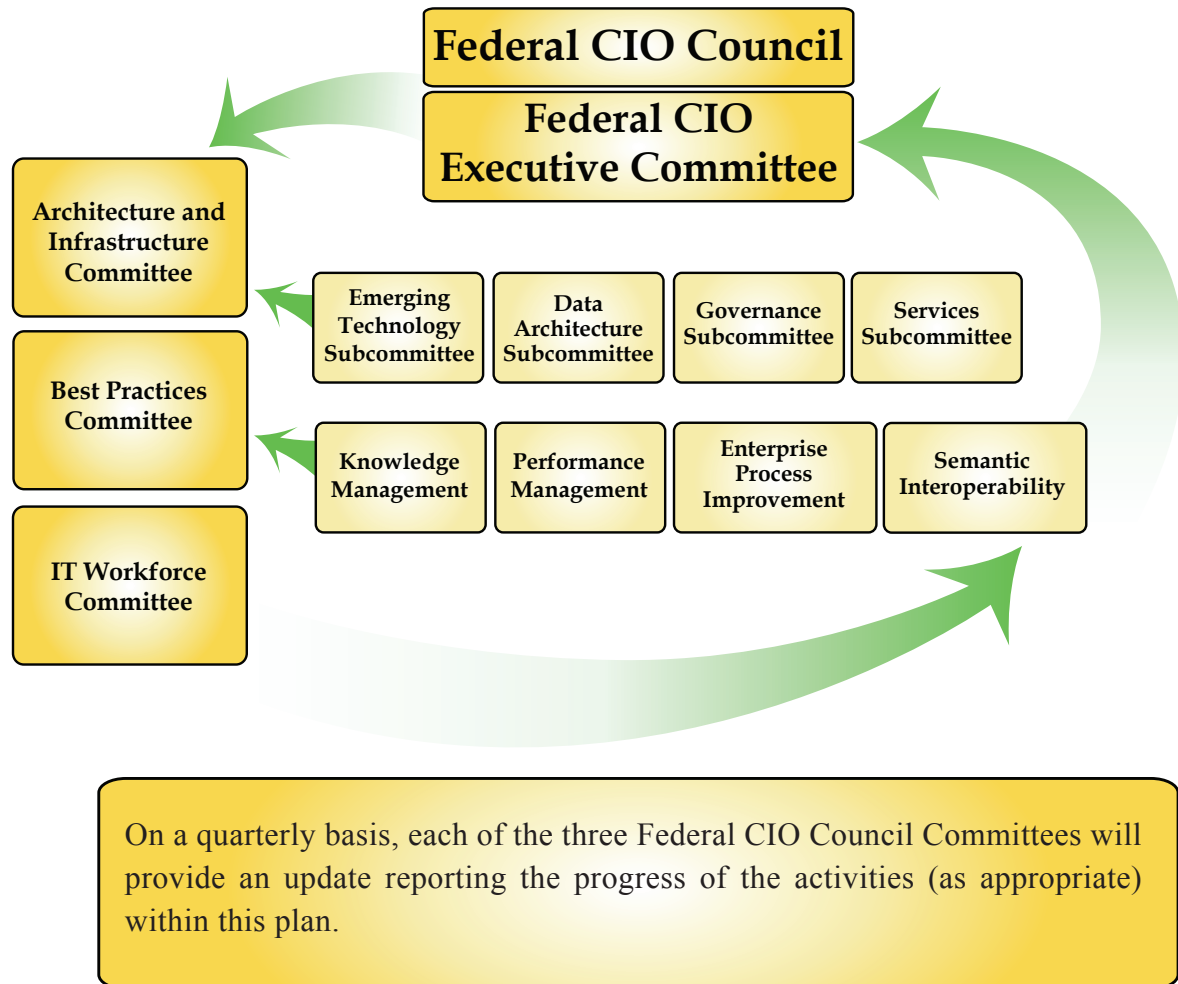 Federal CIO Council
Federal CIO
Executive Committee
Architecture and
Infrastructure
Committee
Emerging
Technology
Subcommittee
Data
Architecture
Subcommittee
Governance
Subcommittee
Services
Subcommittee
Best Practices
Committee
Knowledge
Management
Performance
Management
Enterprise
Process
Improvement
Semantic
Interoperability
IT Workforce
Committee
On a quarterly basis, each of the three Federal CIO Council Committees will
provide an update reporting the progress of the activities (as appropriate)
within this plan.